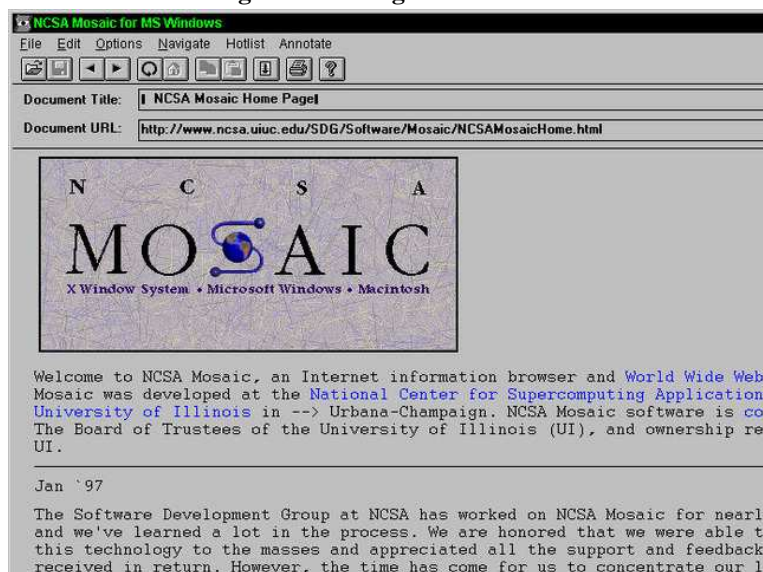 NCSA Mosaic for MS Windows
File Edit Options Navigate Hotlist Annotate
Document Title: NCSA Mosaic Home Page
Document URL: http://www.ncsa.uiuc.edu/SDG/Software/Mosaic/NCSAMosaicHome.html
N C S A
MOSAIC
X Window System • Microsoft Windows • Macintosh
Welcome to NCSA Mosaic, an Internet information browser and World Wide Web
Mosaic was developed at the National Center for Supercomputing Application
University of Illinois in --> Urbana-Champaign. NCSA Mosaic software is co
The Board of Trustees of the University of Illinois (UI), and ownership re
UI.
Jan `97
The Software Development Group at NCSA has worked on NCSA Mosaic for nearl
and we've learned a lot in the process. We are honored that we were able t
this technology to the masses and appreciated all the support and feedback
received in return. However, the time has come for us to concentrate our l